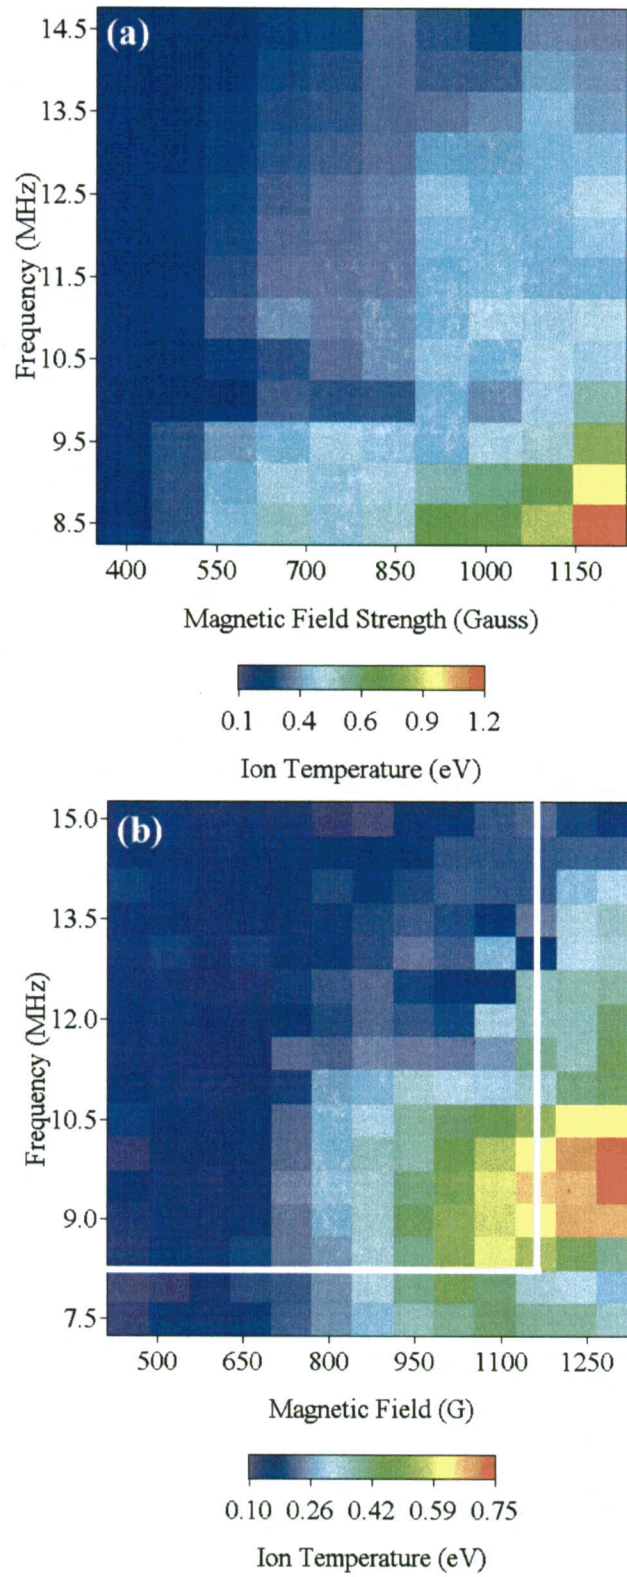 (a)
14.5
13.5
12.5
11.5
10.5
9.5
8.5
Frequency (MHz)
400 550 700 850 1000 1150
Magnetic Field Strength (Gauss)
0.1 0.4 0.6 0.9 1.2
Ion Temperature (eV)
(b)
15.0
13.5
12.0
10.5
9.0
7.5
Frequency (MHz)
500 650 800 950 1100 1250
Magnetic Field (G)
0.10 0.26 0.42 0.59 0.75
Ion Temperature (eV)